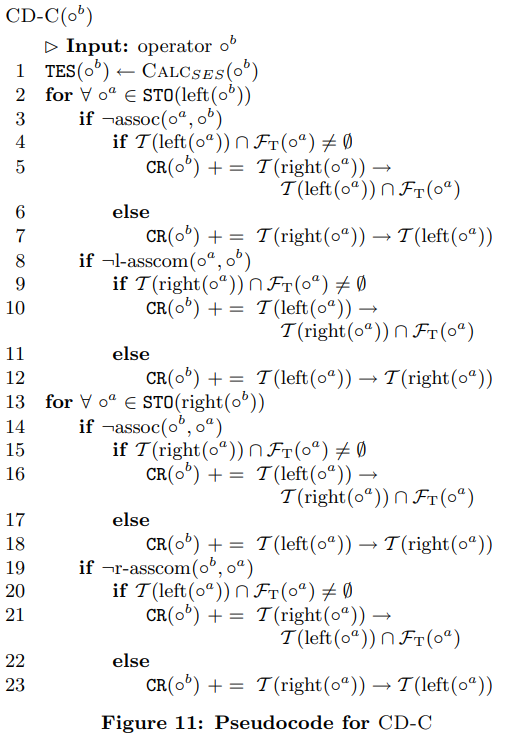 CD-C(∘ᵇ)
▷ Input: operator ∘ᵇ
1 TES(∘ᵇ) ← CALC_SES(∘ᵇ)
2 for ∀ ∘ᵃ ∈ STO(left(∘ᵇ))
3 if ¬assoc(∘ᵃ, ∘ᵇ)
4 if 𝒯(left(∘ᵃ)) ∩ ℱ_T(∘ᵃ) ≠ ∅
5 CR(∘ᵇ) + = 𝒯(right(∘ᵃ)) →
𝒯(left(∘ᵃ)) ∩ ℱ_T(∘ᵃ)
6 else
7 CR(∘ᵇ) + = 𝒯(right(∘ᵃ)) → 𝒯(left(∘ᵃ))
8 if ¬l-asscom(∘ᵃ, ∘ᵇ)
9 if 𝒯(right(∘ᵃ)) ∩ ℱ_T(∘ᵃ) ≠ ∅
10 CR(∘ᵇ) + = 𝒯(left(∘ᵃ)) →
𝒯(right(∘ᵃ)) ∩ ℱ_T(∘ᵃ)
11 else
12 CR(∘ᵇ) + = 𝒯(left(∘ᵃ)) → 𝒯(right(∘ᵃ))
13 for ∀ ∘ᵃ ∈ STO(right(∘ᵇ))
14 if ¬assoc(∘ᵇ, ∘ᵃ)
15 if 𝒯(right(∘ᵃ)) ∩ ℱ_T(∘ᵃ) ≠ ∅
16 CR(∘ᵇ) + = 𝒯(left(∘ᵃ)) →
𝒯(right(∘ᵃ)) ∩ ℱ_T(∘ᵃ)
17 else
18 CR(∘ᵇ) + = 𝒯(left(∘ᵃ)) → 𝒯(right(∘ᵃ))
19 if ¬r-asscom(∘ᵇ, ∘ᵃ)
20 if 𝒯(left(∘ᵃ)) ∩ ℱ_T(∘ᵃ) ≠ ∅
21 CR(∘ᵇ) + = 𝒯(right(∘ᵃ)) →
𝒯(left(∘ᵃ)) ∩ ℱ_T(∘ᵃ)
22 else
23 CR(∘ᵇ) + = 𝒯(right(∘ᵃ)) → 𝒯(left(∘ᵃ))
Figure 11: Pseudocode for CD-C